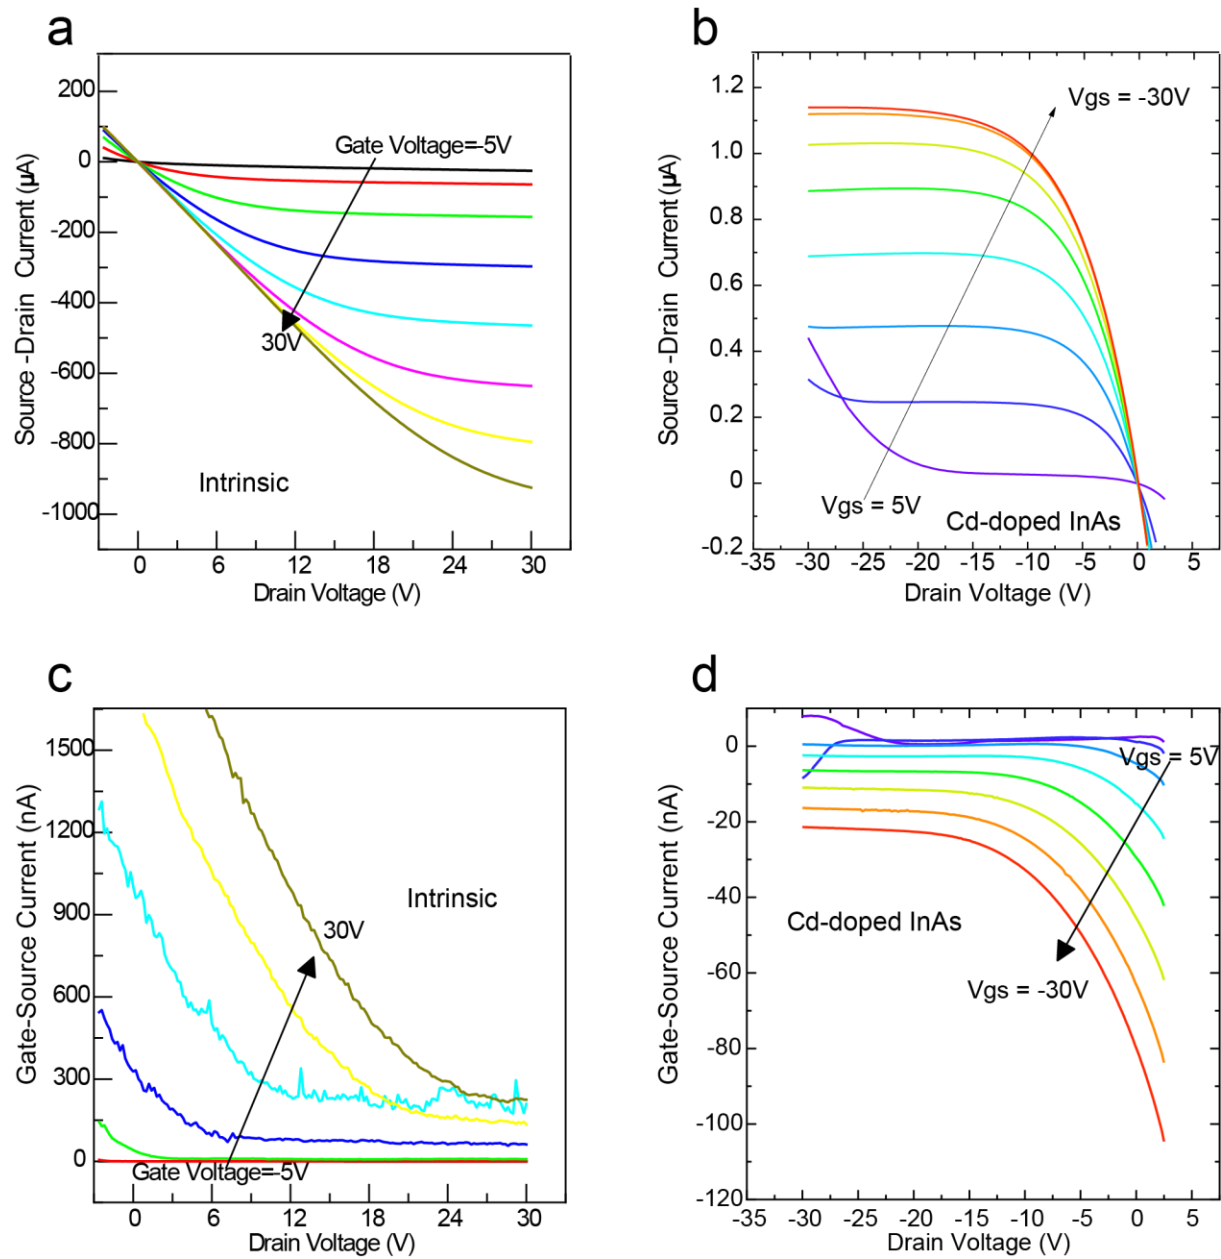 a
200
0
-200
-400
-600
-800
-1000
Source -Drain Current (µA)
Gate Voltage=-5V
30V
Intrinsic
0 6 12 18 24 30
Drain Voltage (V)
b
1.2
1.0
0.8
0.6
0.4
0.2
0
-0.2
Source-Drain Current (µA)
Vgs = -30V
Vgs = 5V
Cd-doped InAs
-35 -30 -25 -20 -15 -10 -5 0 5
Drain Voltage (V)
c
1500
1200
900
600
300
0
Gate-Source Current (nA)
Intrinsic
30V
Gate Voltage=-5V
0 6 12 18 24 30
Drain Voltage (V)
d
0
-20
-40
-60
-80
-100
-120
Gate-Source Current (nA)
Vgs = 5V
Cd-doped InAs
Vgs = -30V
-35 -30 -25 -20 -15 -10 -5 0 5
Drain Voltage (V)